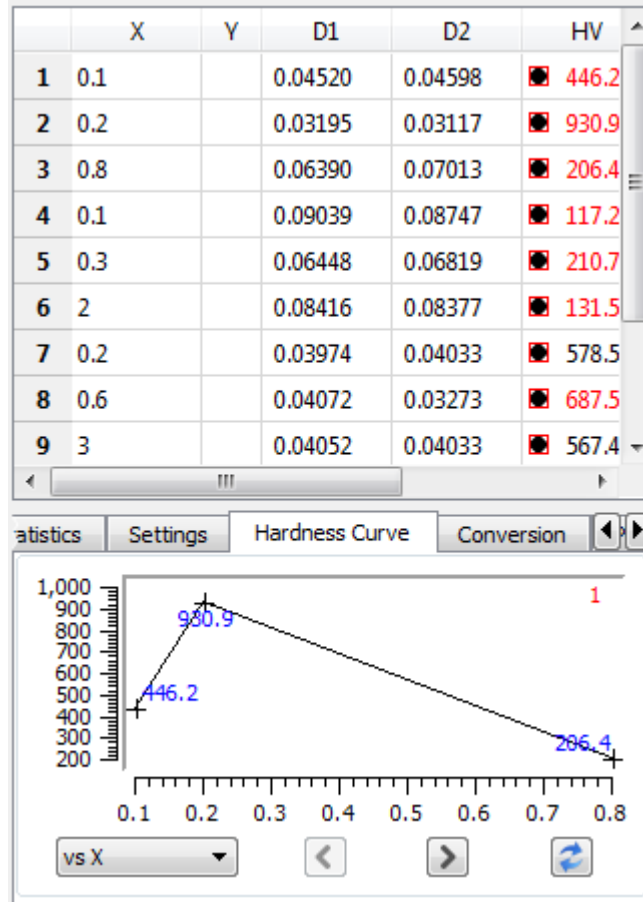 X Y D1 D2 HV
1 0.1 0.04520 0.04598 446.2
2 0.2 0.03195 0.03117 930.9
3 0.8 0.06390 0.07013 206.4
4 0.1 0.09039 0.08747 117.2
5 0.3 0.06448 0.06819 210.7
6 2 0.08416 0.08377 131.5
7 0.2 0.03974 0.04033 578.5
8 0.6 0.04072 0.03273 687.5
9 3 0.04052 0.04033 567.4
atistics Settings Hardness Curve Conversion
1,000
900
800
700
600
500
400
300
200
1
930.9
446.2
206.4
0.1 0.2 0.3 0.4 0.5 0.6 0.7 0.8
vs X